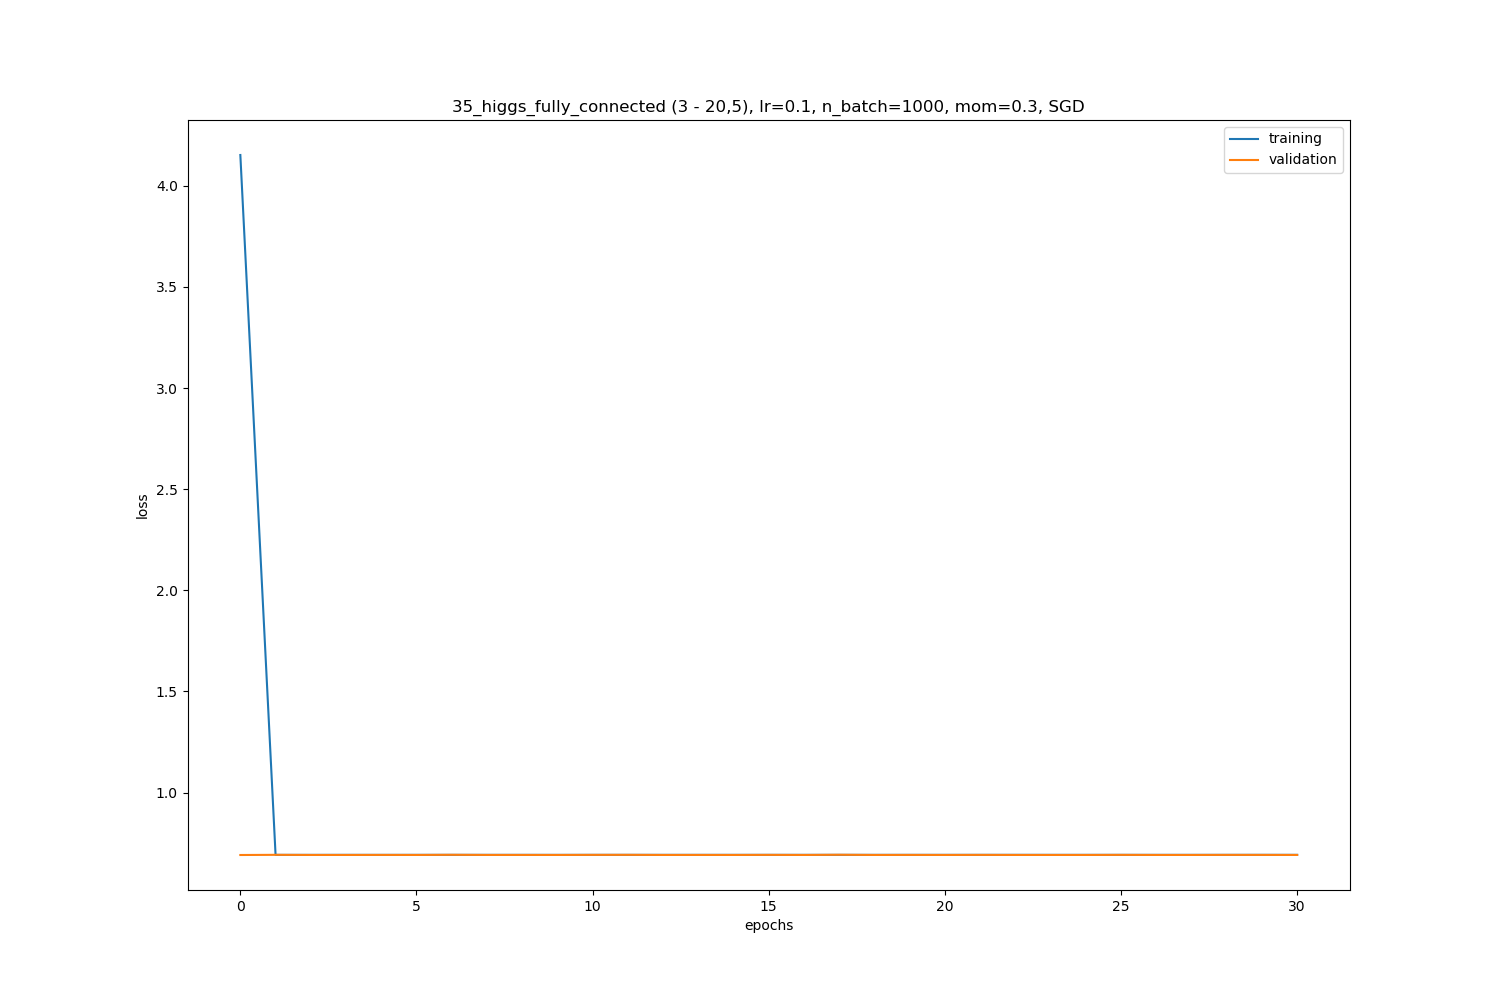 35_higgs_fully_connected (3 - 20,5), lr=0.1, n_batch=1000, mom=0.3, SGD
training
validation
4.0
3.5
3.0
2.5
2.0
1.5
1.0
loss
0 5 10 15 20 25 30
epochs